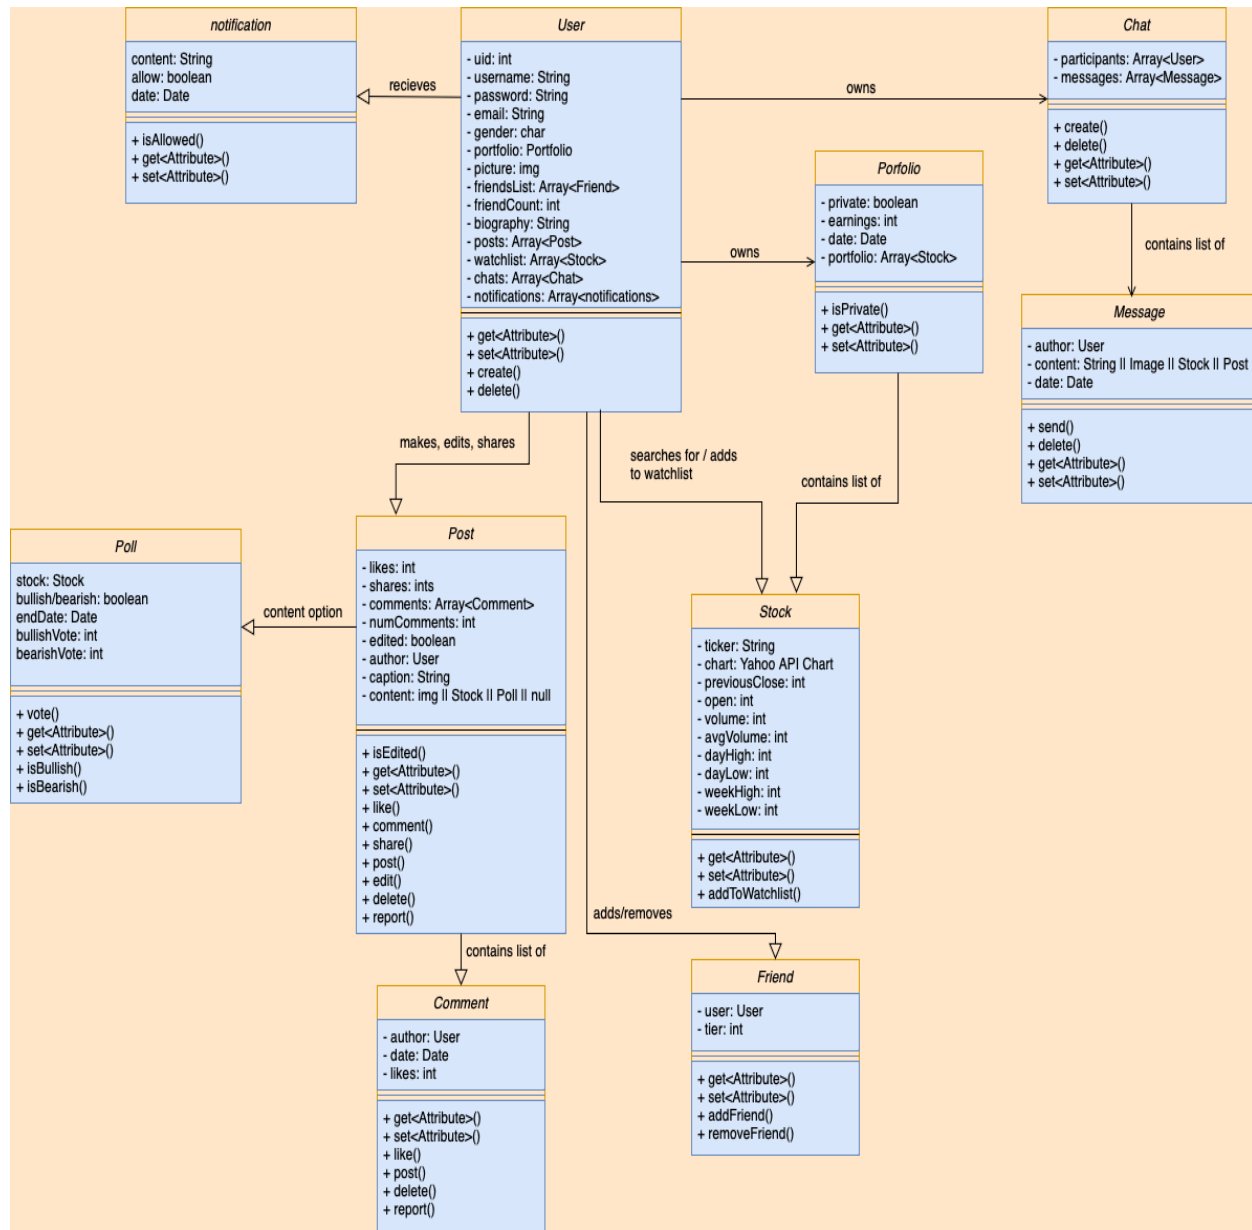 notification
content: String
allow: boolean
date: Date
+ isAllowed()
+ get<Attribute>()
+ set<Attribute>()
recieves
User
- uid: int
- username: String
- password: String
- email: String
- gender: char
- portfolio: Portfolio
- picture: img
- friendsList: Array<Friend>
- friendCount: int
- biography: String
- posts: Array<Post>
- watchlist: Array<Stock>
- chats: Array<Chat>
- notifications: Array<notifications>
+ get<Attribute>()
+ set<Attribute>()
+ create()
+ delete()
owns
Chat
- participants: Array<User>
- messages: Array<Message>
+ create()
+ delete()
+ get<Attribute>()
+ set<Attribute>()
owns
Porfolio
- private: boolean
- earnings: int
- date: Date
- portfolio: Array<Stock>
+ isPrivate()
+ get<Attribute>()
+ set<Attribute>()
contains list of
Message
- author: User
- content: String || Image || Stock || Post
- date: Date
+ send()
+ delete()
+ get<Attribute>()
+ set<Attribute>()
makes, edits, shares
searches for / adds
to watchlist
contains list of
Poll
stock: Stock
bullish/bearish: boolean
endDate: Date
bullishVote: int
bearishVote: int
+ vote()
+ get<Attribute>()
+ set<Attribute>()
+ isBullish()
+ isBearish()
content option
Post
- likes: int
- shares: ints
- comments: Array<Comment>
- numComments: int
- edited: boolean
- author: User
- caption: String
- content: img || Stock || Poll || null
+ isEdited()
+ get<Attribute>()
+ set<Attribute>()
+ like()
+ comment()
+ share()
+ post()
+ edit()
+ delete()
+ report()
Stock
- ticker: String
- chart: Yahoo API Chart
- previousClose: int
- open: int
- volume: int
- avgVolume: int
- dayHigh: int
- dayLow: int
- weekHigh: int
- weekLow: int
+ get<Attribute>()
+ set<Attribute>()
+ addToWatchlist()
adds/removes
contains list of
Comment
- author: User
- date: Date
- likes: int
+ get<Attribute>()
+ set<Attribute>()
+ like()
+ post()
+ delete()
+ report()
Friend
- user: User
- tier: int
+ get<Attribute>()
+ set<Attribute>()
+ addFriend()
+ removeFriend()